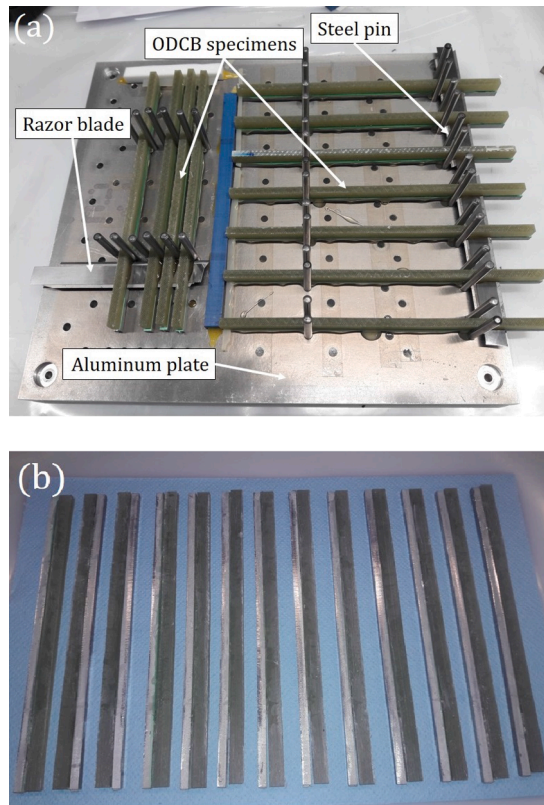 (a)
ODCB specimens
Steel pin
Razor blade
Aluminum plate
(b)